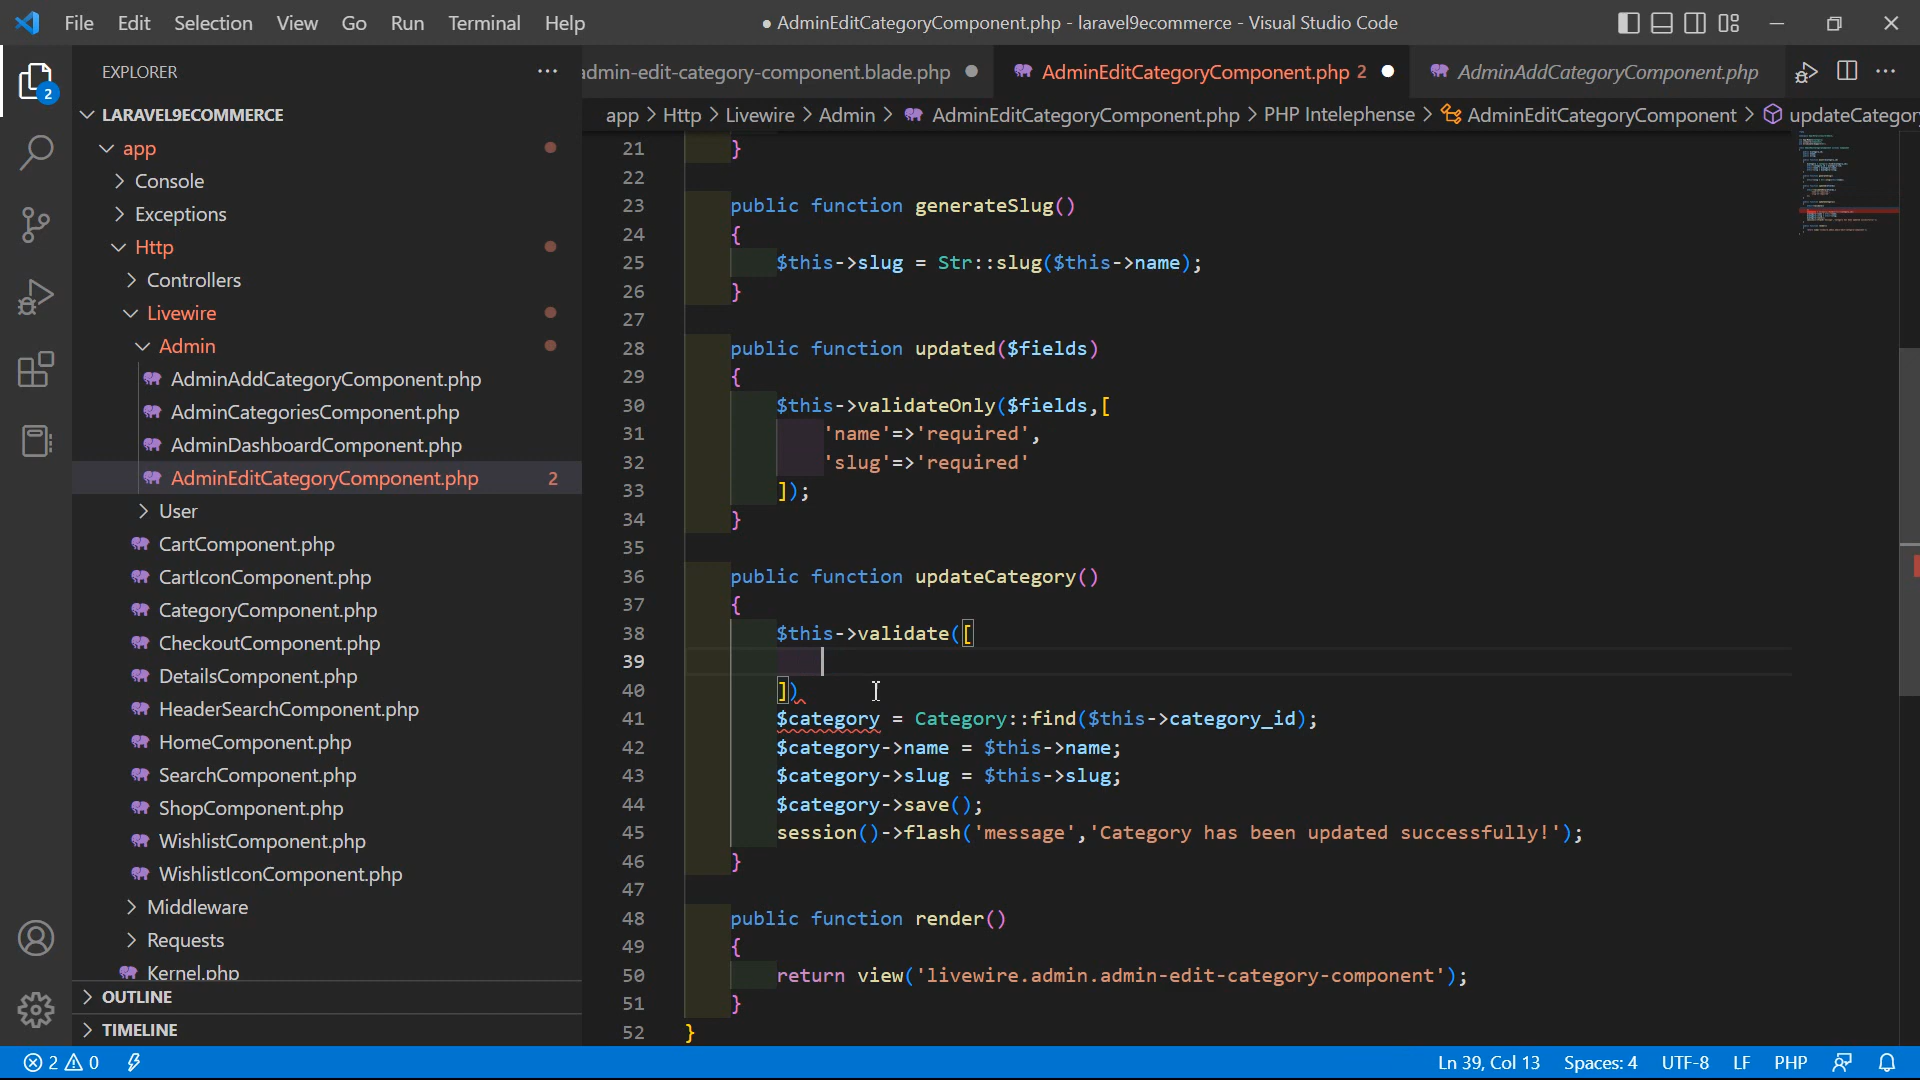 File Edit Selection View Go Run Terminal Help
● AdminEditCategoryComponent.php - laravel9ecommerce - Visual Studio Code
EXPLORER
dmin-edit-category-component.blade.php
AdminEditCategoryComponent.php 2
AdminAddCategoryComponent.php
2
LARAVEL9ECOMMERCE
app > Http > Livewire > Admin > AdminEditCategoryComponent.php > PHP Intelephense > AdminEditCategoryComponent > updateCategory
app
Console
Exceptions
Http
Controllers
Livewire
Admin
AdminAddCategoryComponent.php
AdminCategoriesComponent.php
AdminDashboardComponent.php
AdminEditCategoryComponent.php 2
User
CartComponent.php
CartIconComponent.php
CategoryComponent.php
CheckoutComponent.php
DetailsComponent.php
HeaderSearchComponent.php
HomeComponent.php
SearchComponent.php
ShopComponent.php
WishlistComponent.php
WishlistIconComponent.php
Middleware
Requests
Kernel.php
OUTLINE
TIMELINE
21 }
22
23 public function generateSlug()
24 {
25 $this->slug = Str::slug($this->name);
26 }
27
28 public function updated($fields)
29 {
30 $this->validateOnly($fields,[
31 'name'=>'required',
32 'slug'=>'required'
33 ]);
34 }
35
36 public function updateCategory()
37 {
38 $this->validate([
39
40 ])
41 $category = Category::find($this->category_id);
42 $category->name = $this->name;
43 $category->slug = $this->slug;
44 $category->save();
45 session()->flash('message','Category has been updated successfully!');
46 }
47
48 public function render()
49 {
50 return view('livewire.admin.admin-edit-category-component');
51 }
52 }
2 0
Ln 39, Col 13 Spaces: 4 UTF-8 LF PHP